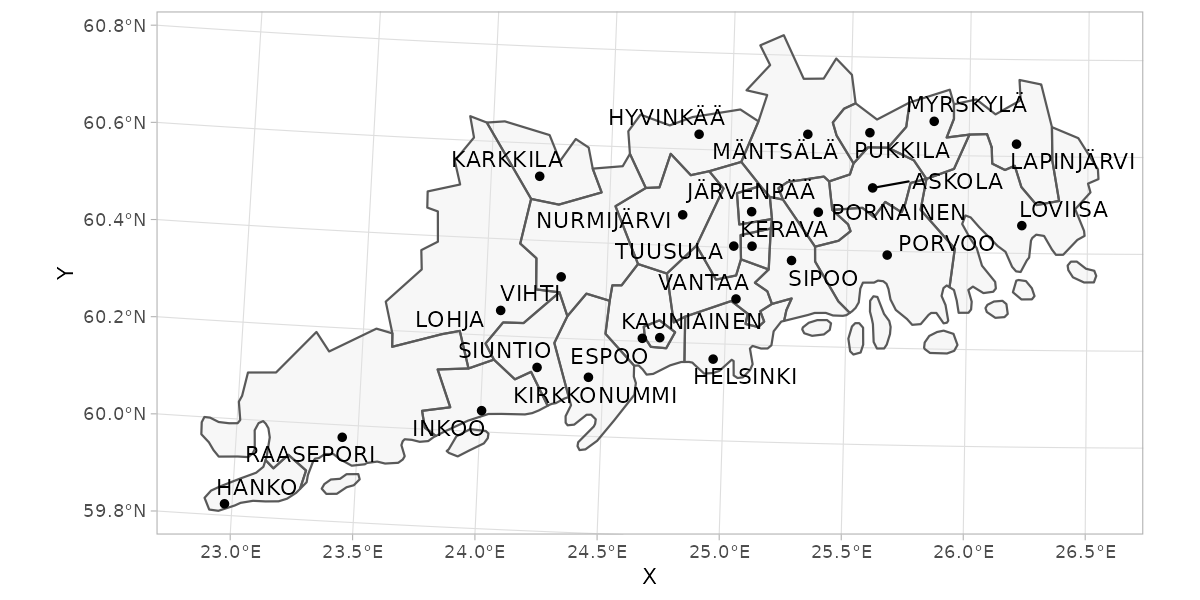 60.8°N
60.6°N
60.4°N
60.2°N
60.0°N
59.8°N
Y
MYRSKYLÄ
HYVINKÄÄ
MÄNTSÄLÄ
PUKKILA
KARKKILA
LAPINJÄRVI
ASKOLA
JÄRVENPÄÄ
LOVIISA
PORNAINEN
NURMIJÄRVI
KERAVA
PORVOO
TUUSULA
SIPOO
VANTAA
VIHTI
LOHJA
KAUNIAINEN
SIUNTIO
ESPOO
HELSINKI
KIRKKONUMMI
INKOO
RAASEPORI
HANKO
23.0°E
23.5°E
24.0°E
24.5°E
25.0°E
25.5°E
26.0°E
26.5°E
X